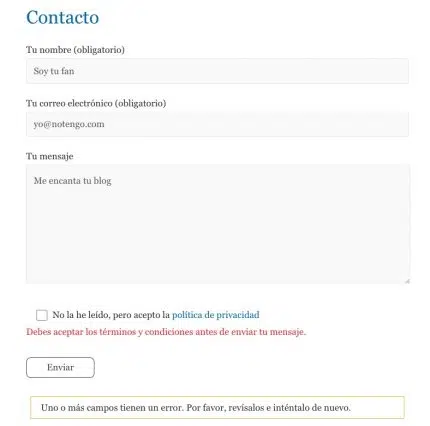 Contacto
Tu nombre (obligatorio)
Soy tu fan
Tu correo electrónico (obligatorio)
yo@notengo.com
Tu mensaje
Me encanta tu blog
No la he leído, pero acepto la política de privacidad
Debes aceptar los términos y condiciones antes de enviar tu mensaje.
Enviar
Uno o más campos tienen un error. Por favor, revísalos e inténtalo de nuevo.